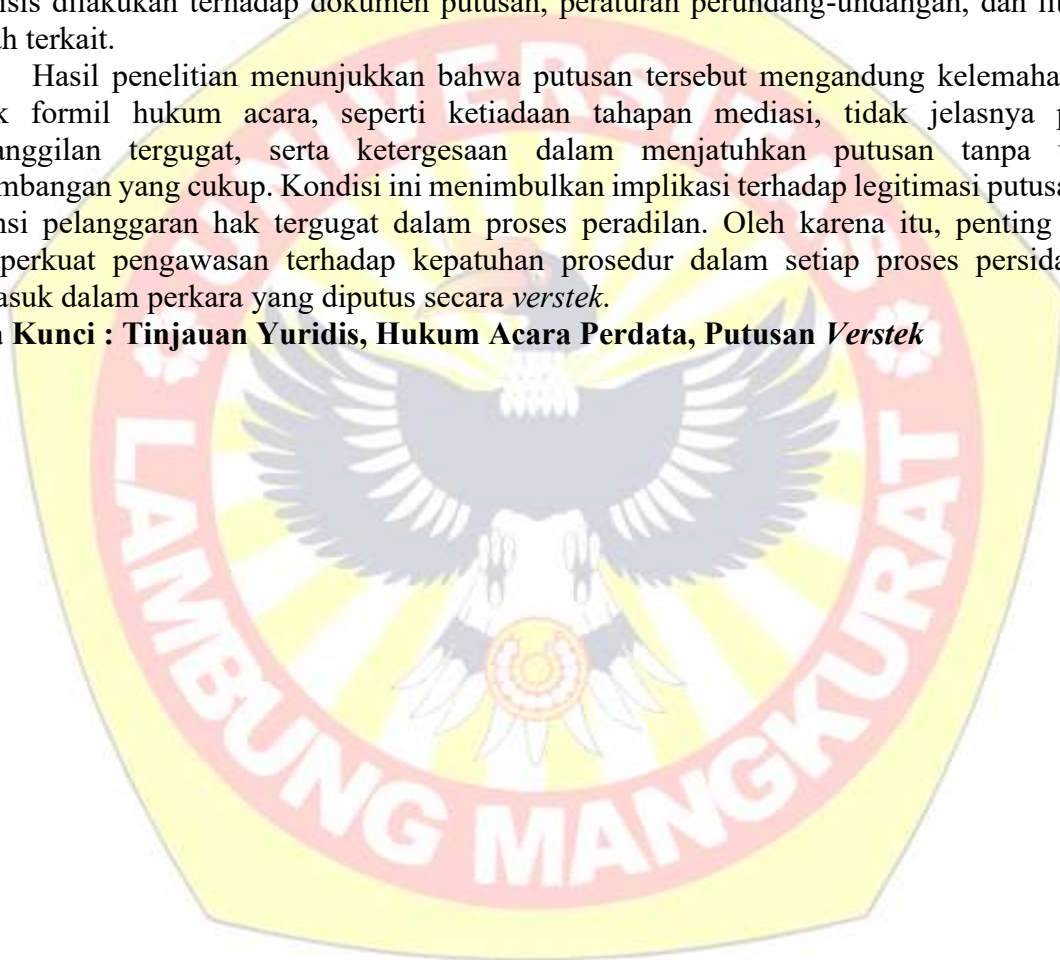 dilakukan terhadap dokumen putusan, peraturan perundang-undangan, dan
terkait.
Hasil penelitian menunjukkan bahwa putusan tersebut mengandung
formil hukum acara, seperti ketiadaan tahapan mediasi, tidak jelasnya
tergugat, serta ketergesaan dalam menjatuhkan putusan tanpa
yang cukup. Kondisi ini menimbulkan implikasi terhadap legitimasi
pelanggaran hak tergugat dalam proses peradilan. Oleh karena itu, penting
pengawasan terhadap kepatuhan prosedur dalam setiap proses
dalam perkara yang diputus secara verstek.
Kunci : Tinjauan Yuridis, Hukum Acara Perdata, Putusan Verstek
UNIVERSITAS
LAMBUNG MANGKURAT